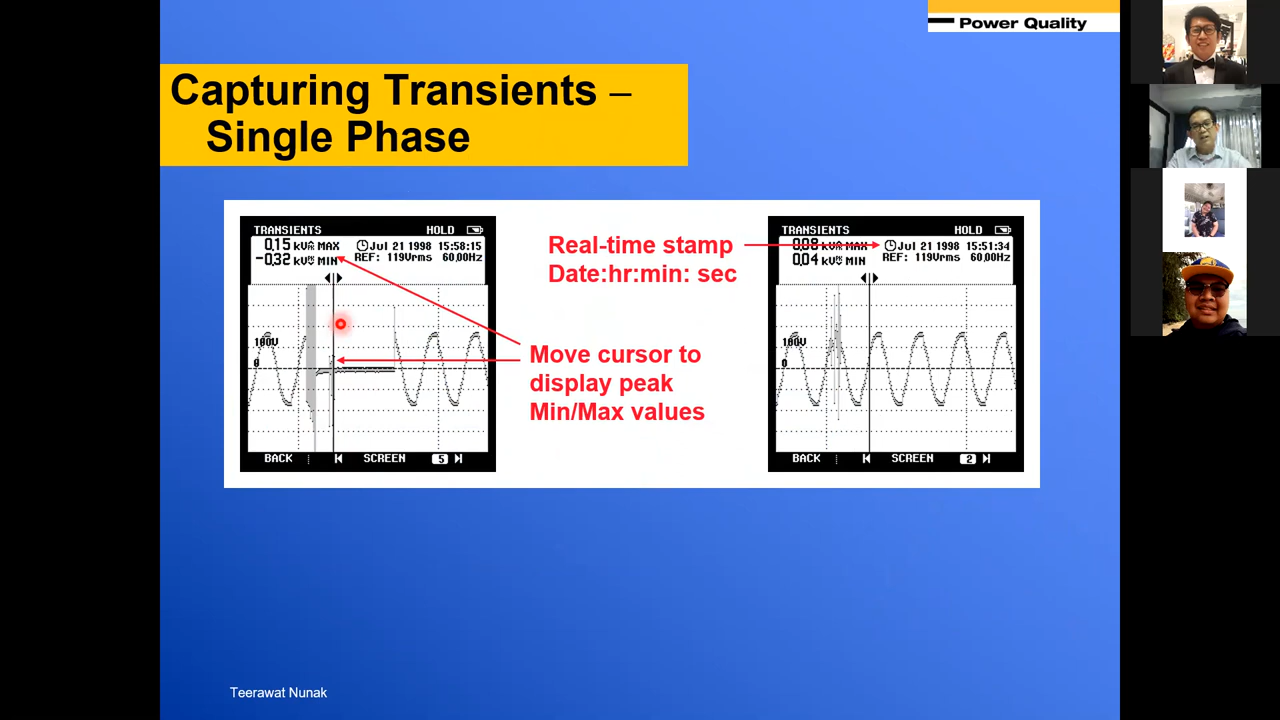 Power Quality
Capturing Transients –
Single Phase
TRANSIENTS HOLD
0.15 kV MAX Jul 21 1998 15:58:15
-0.32 kV MIN REF: 119Vrms 60.00Hz
100V
0
BACK SCREEN 5
Real-time stamp
Date:hr:min: sec
Move cursor to
display peak
Min/Max values
TRANSIENTS HOLD
0.08 kV MAX Jul 21 1998 15:51:34
0.04 kV MIN REF: 119Vrms 60.00Hz
100V
0
BACK SCREEN 2
Teerawat Nunak